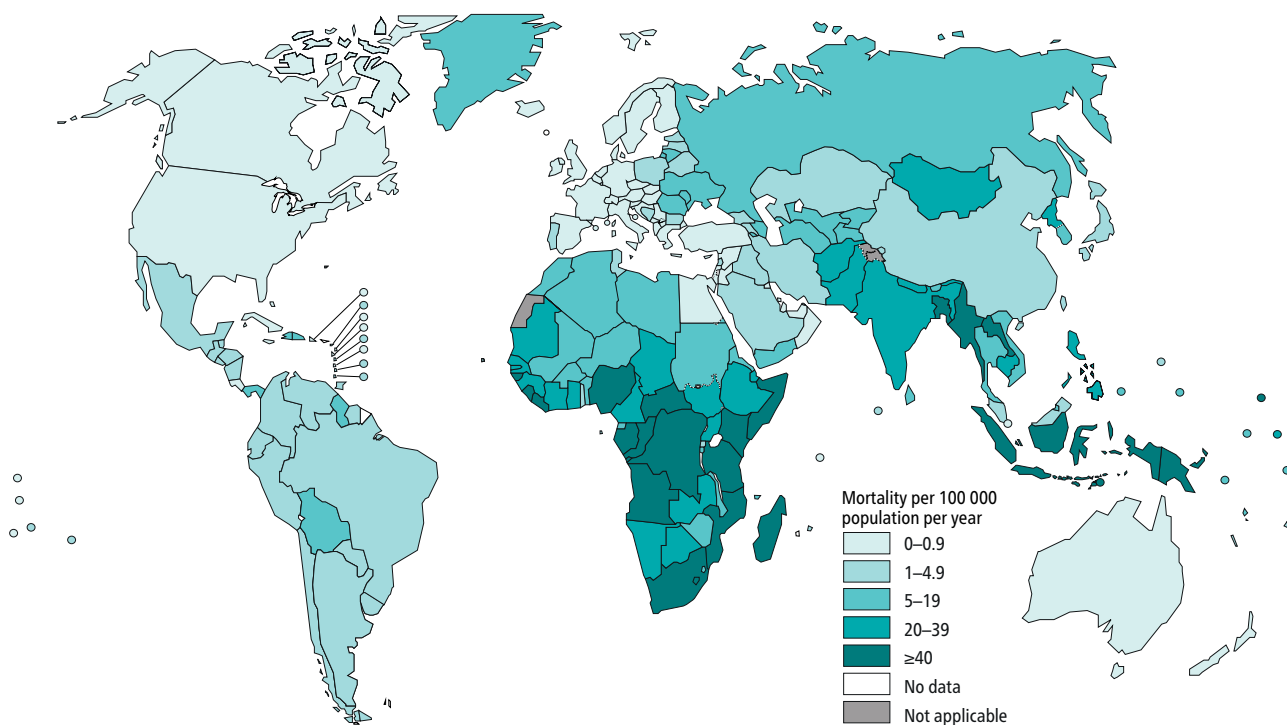 Mortality per 100 000
population per year
0–0.9
1–4.9
5–19
20–39
≥40
No data
Not applicable